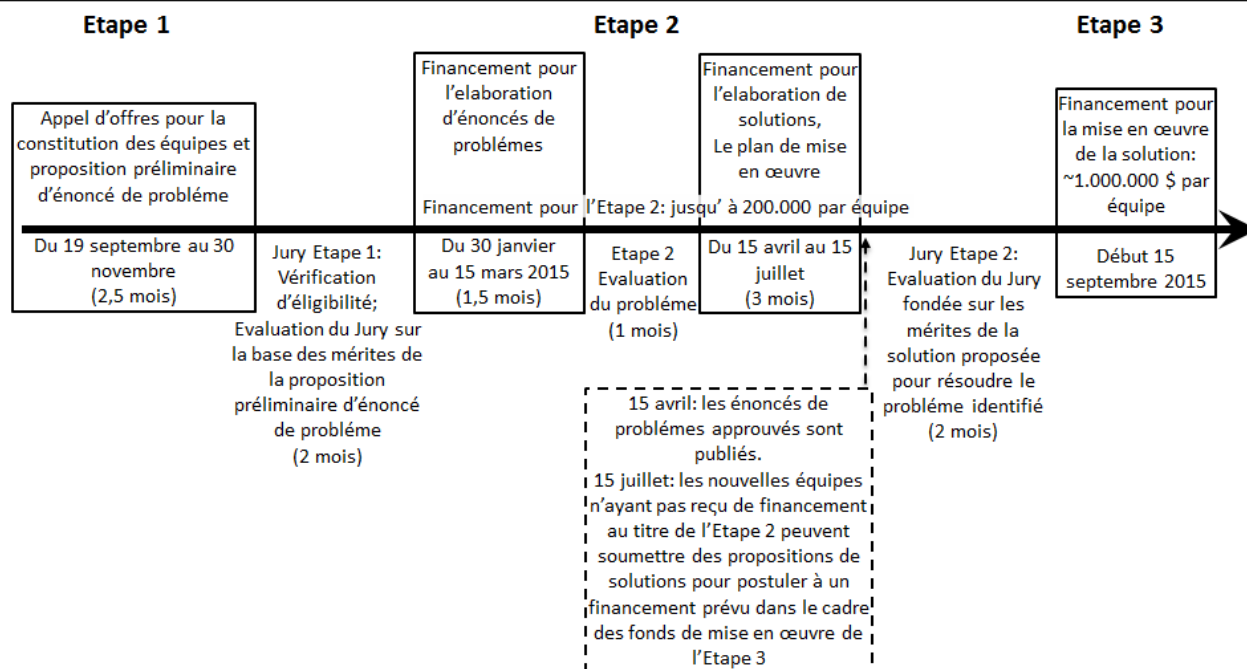 Etape 1
Etape 2
Etape 3
Appel d'offres pour la
constitution des équipes et
proposition préliminaire
d'énoncé de probléme
Du 19 septembre au 30
novembre
(2,5 mois)
Jury Etape 1:
Vérification
d'éligibilité;
Evaluation du Jury sur
la base des mérites de
la proposition
préliminaire d'énoncé
de probléme
(2 mois)
Financement pour
l'elaboration
d'énoncés de
problèmes
Financement pour l'Etape 2: jusqu' à 200.000 par équipe
Du 30 janvier
au 15 mars 2015
(1,5 mois)
Etape 2
Evaluation
du probléme
(1 mois)
Financement pour
l'elaboration de
solutions,
Le plan de mise
en œuvre
Du 15 avril au 15
juillet
(3 mois)
15 avril: les énoncés de
problèmes approuvés sont
publiés.
15 juillet: les nouvelles équipes
n'ayant pas reçu de financement
au titre de l'Etape 2 peuvent
soumettre des propositions de
solutions pour postuler à un
financement prévu dans le cadre
des fonds de mise en œuvre de
l'Etape 3
Jury Etape 2:
Evaluation du Jury
fondée sur les
mérites de la
solution proposée
pour résoudre le
probléme identifié
(2 mois)
Financement pour
la mise en œuvre
de la solution:
~1.000.000 $ par
équipe
Début 15
septembre 2015